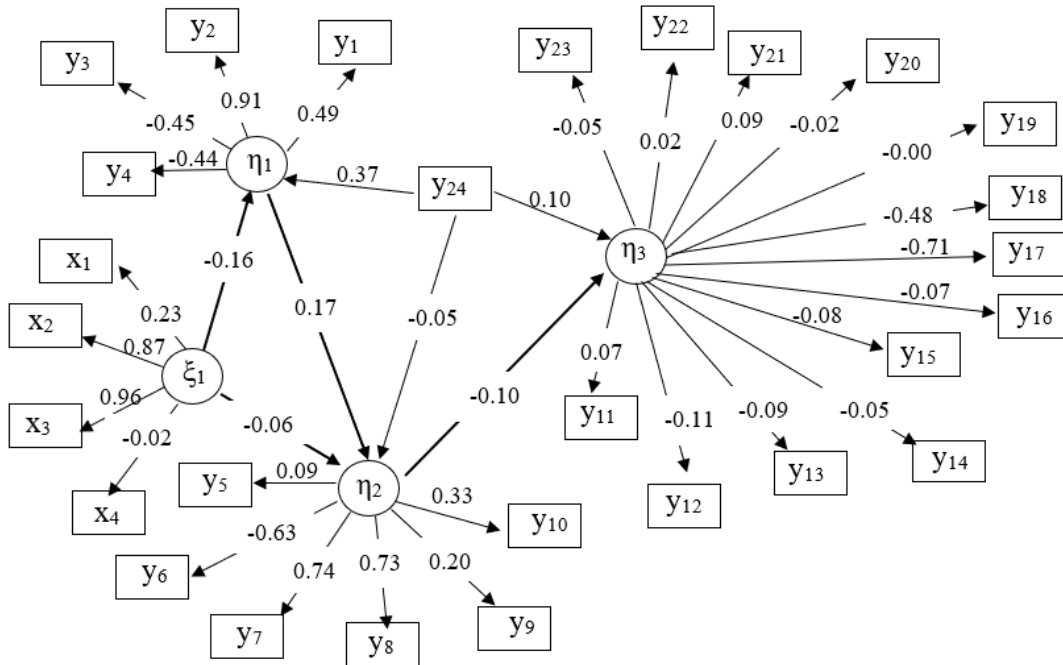 y₂
y₁
y₃
y₂₃
y₂₂
y₂₁
y₂₀
0.91
0.49
-0.45
-0.05
0.02
0.09
-0.02
y₁₉
-0.00
y₄
-0.44
η₁
0.37
y₂₄
0.10
-0.48
y₁₈
x₁
-0.16
η₃
-0.71
y₁₇
x₂
0.23
0.17
-0.05
-0.07
y₁₆
0.87
-0.08
y₁₅
ξ₁
0.07
x₃
0.96
-0.10
y₁₁
-0.11
-0.09
-0.05
-0.02
-0.06
y₁₄
x₄
y₅
0.09
η₂
y₁₃
0.33
y₁₂
y₁₀
-0.63
y₆
0.74
0.73
0.20
y₇
y₈
y₉